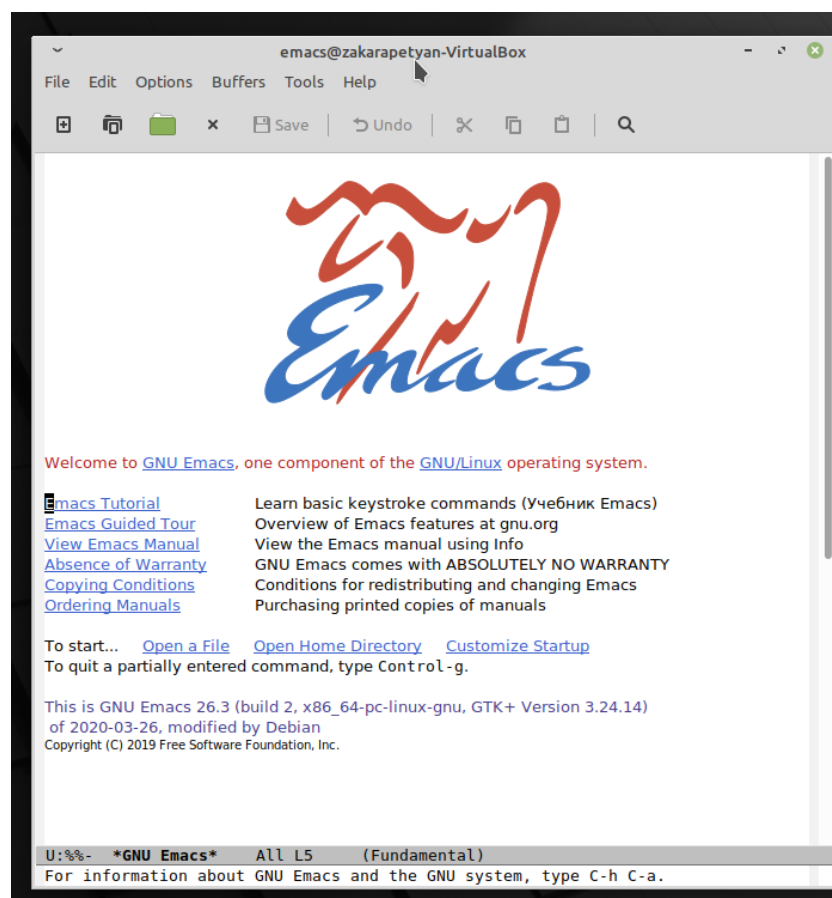 emacs@zakarapetyan-VirtualBox
File Edit Options Buffers Tools Help
Save Undo
Emacs
Welcome to GNU Emacs, one component of the GNU/Linux operating system.
Emacs Tutorial Learn basic keystroke commands (Учебник Emacs)
Emacs Guided Tour Overview of Emacs features at gnu.org
View Emacs Manual View the Emacs manual using Info
Absence of Warranty GNU Emacs comes with ABSOLUTELY NO WARRANTY
Copying Conditions Conditions for redistributing and changing Emacs
Ordering Manuals Purchasing printed copies of manuals
To start... Open a File Open Home Directory Customize Startup
To quit a partially entered command, type Control-g.
This is GNU Emacs 26.3 (build 2, x86_64-pc-linux-gnu, GTK+ Version 3.24.14)
of 2020-03-26, modified by Debian
Copyright (C) 2019 Free Software Foundation, Inc.
U:%%- *GNU Emacs* All L5 (Fundamental)
For information about GNU Emacs and the GNU system, type C-h C-a.